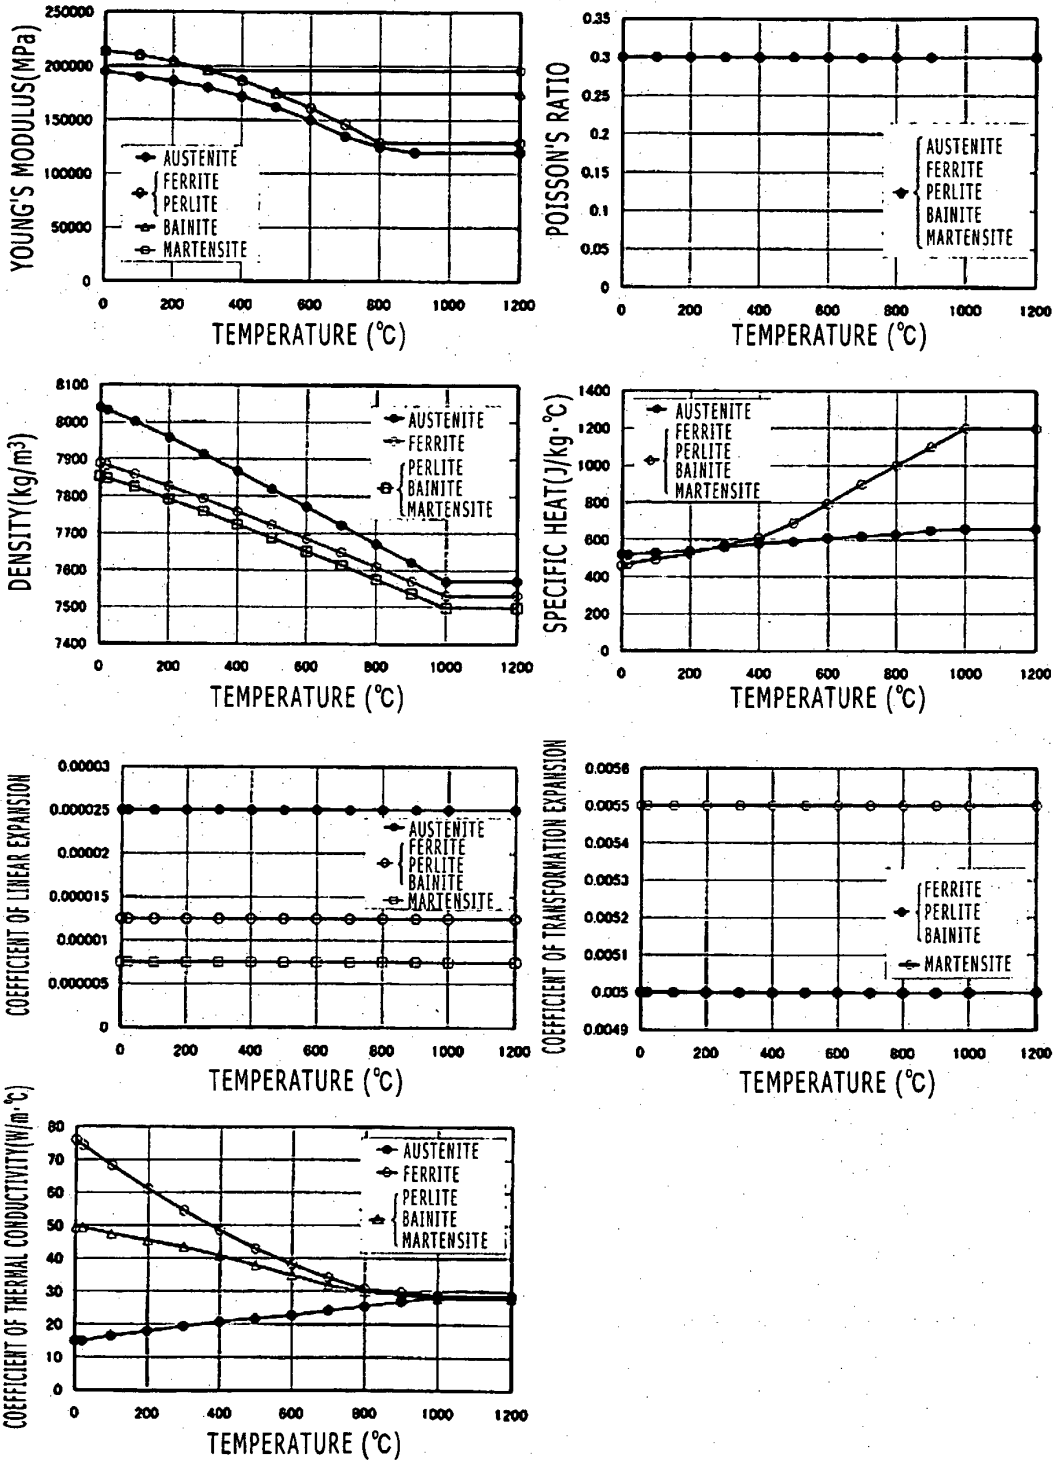 YOUNG'S MODULUS(MPa)
250000
200000
150000
100000
50000
0
AUSTENITE
FERRITE
PERLITE
BAINITE
MARTENSITE
0 200 400 600 800 1000 1200
TEMPERATURE (°C)
POISSON'S RATIO
0.35
0.3
0.25
0.2
0.15
0.1
0.05
0
AUSTENITE
FERRITE
PERLITE
BAINITE
MARTENSITE
0 200 400 600 800 1000 1200
TEMPERATURE (°C)
DENSITY(kg/m³)
8100
8000
7900
7800
7700
7600
7500
7400
AUSTENITE
FERRITE
PERLITE
BAINITE
MARTENSITE
0 200 400 600 800 1000 1200
TEMPERATURE (°C)
SPECIFIC HEAT(J/kg·°C)
1400
1200
1000
800
600
400
200
0
AUSTENITE
FERRITE
PERLITE
BAINITE
MARTENSITE
0 200 400 600 800 1000 1200
TEMPERATURE (°C)
COEFFICIENT OF LINEAR EXPANSION
0.00003
0.000025
0.00002
0.000015
0.00001
0.000005
0
AUSTENITE
FERRITE
PERLITE
BAINITE
MARTENSITE
0 200 400 600 800 1000 1200
TEMPERATURE (°C)
COEFFICIENT OF TRANSFORMATION EXPANSION
0.0056
0.0055
0.0054
0.0053
0.0052
0.0051
0.005
0.0049
FERRITE
PERLITE
BAINITE
MARTENSITE
0 200 400 600 800 1000 1200
TEMPERATURE (°C)
COEFFICIENT OF THERMAL CONDUCTIVITY(W/m·°C)
80
70
60
50
40
30
20
10
0
AUSTENITE
FERRITE
PERLITE
BAINITE
MARTENSITE
0 200 400 600 800 1000 1200
TEMPERATURE (°C)